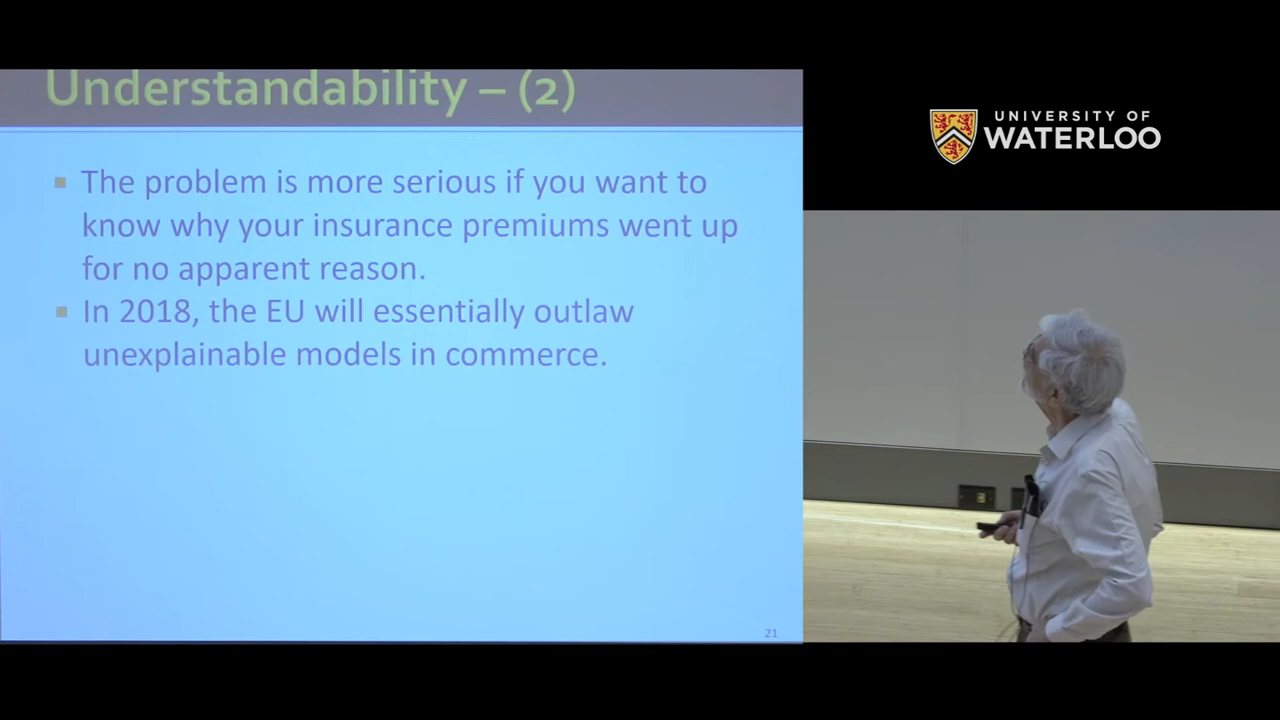 Understandability – (2)
The problem is more serious if you want to
know why your insurance premiums went up
for no apparent reason.
In 2018, the EU will essentially outlaw
unexplainable models in commerce.
21
UNIVERSITY OF
WATERLOO